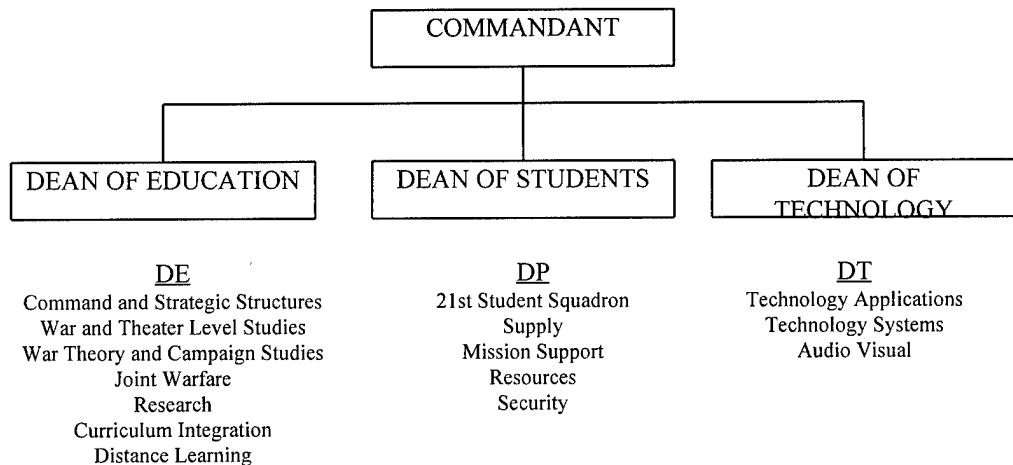 COMMANDANT
DEAN OF EDUCATION
DEAN OF STUDENTS
DEAN OF
TECHNOLOGY
DE
Command and Strategic Structures
War and Theater Level Studies
War Theory and Campaign Studies
Joint Warfare
Research
Curriculum Integration
Distance Learning
DP
21st Student Squadron
Supply
Mission Support
Resources
Security
DT
Technology Applications
Technology Systems
Audio Visual